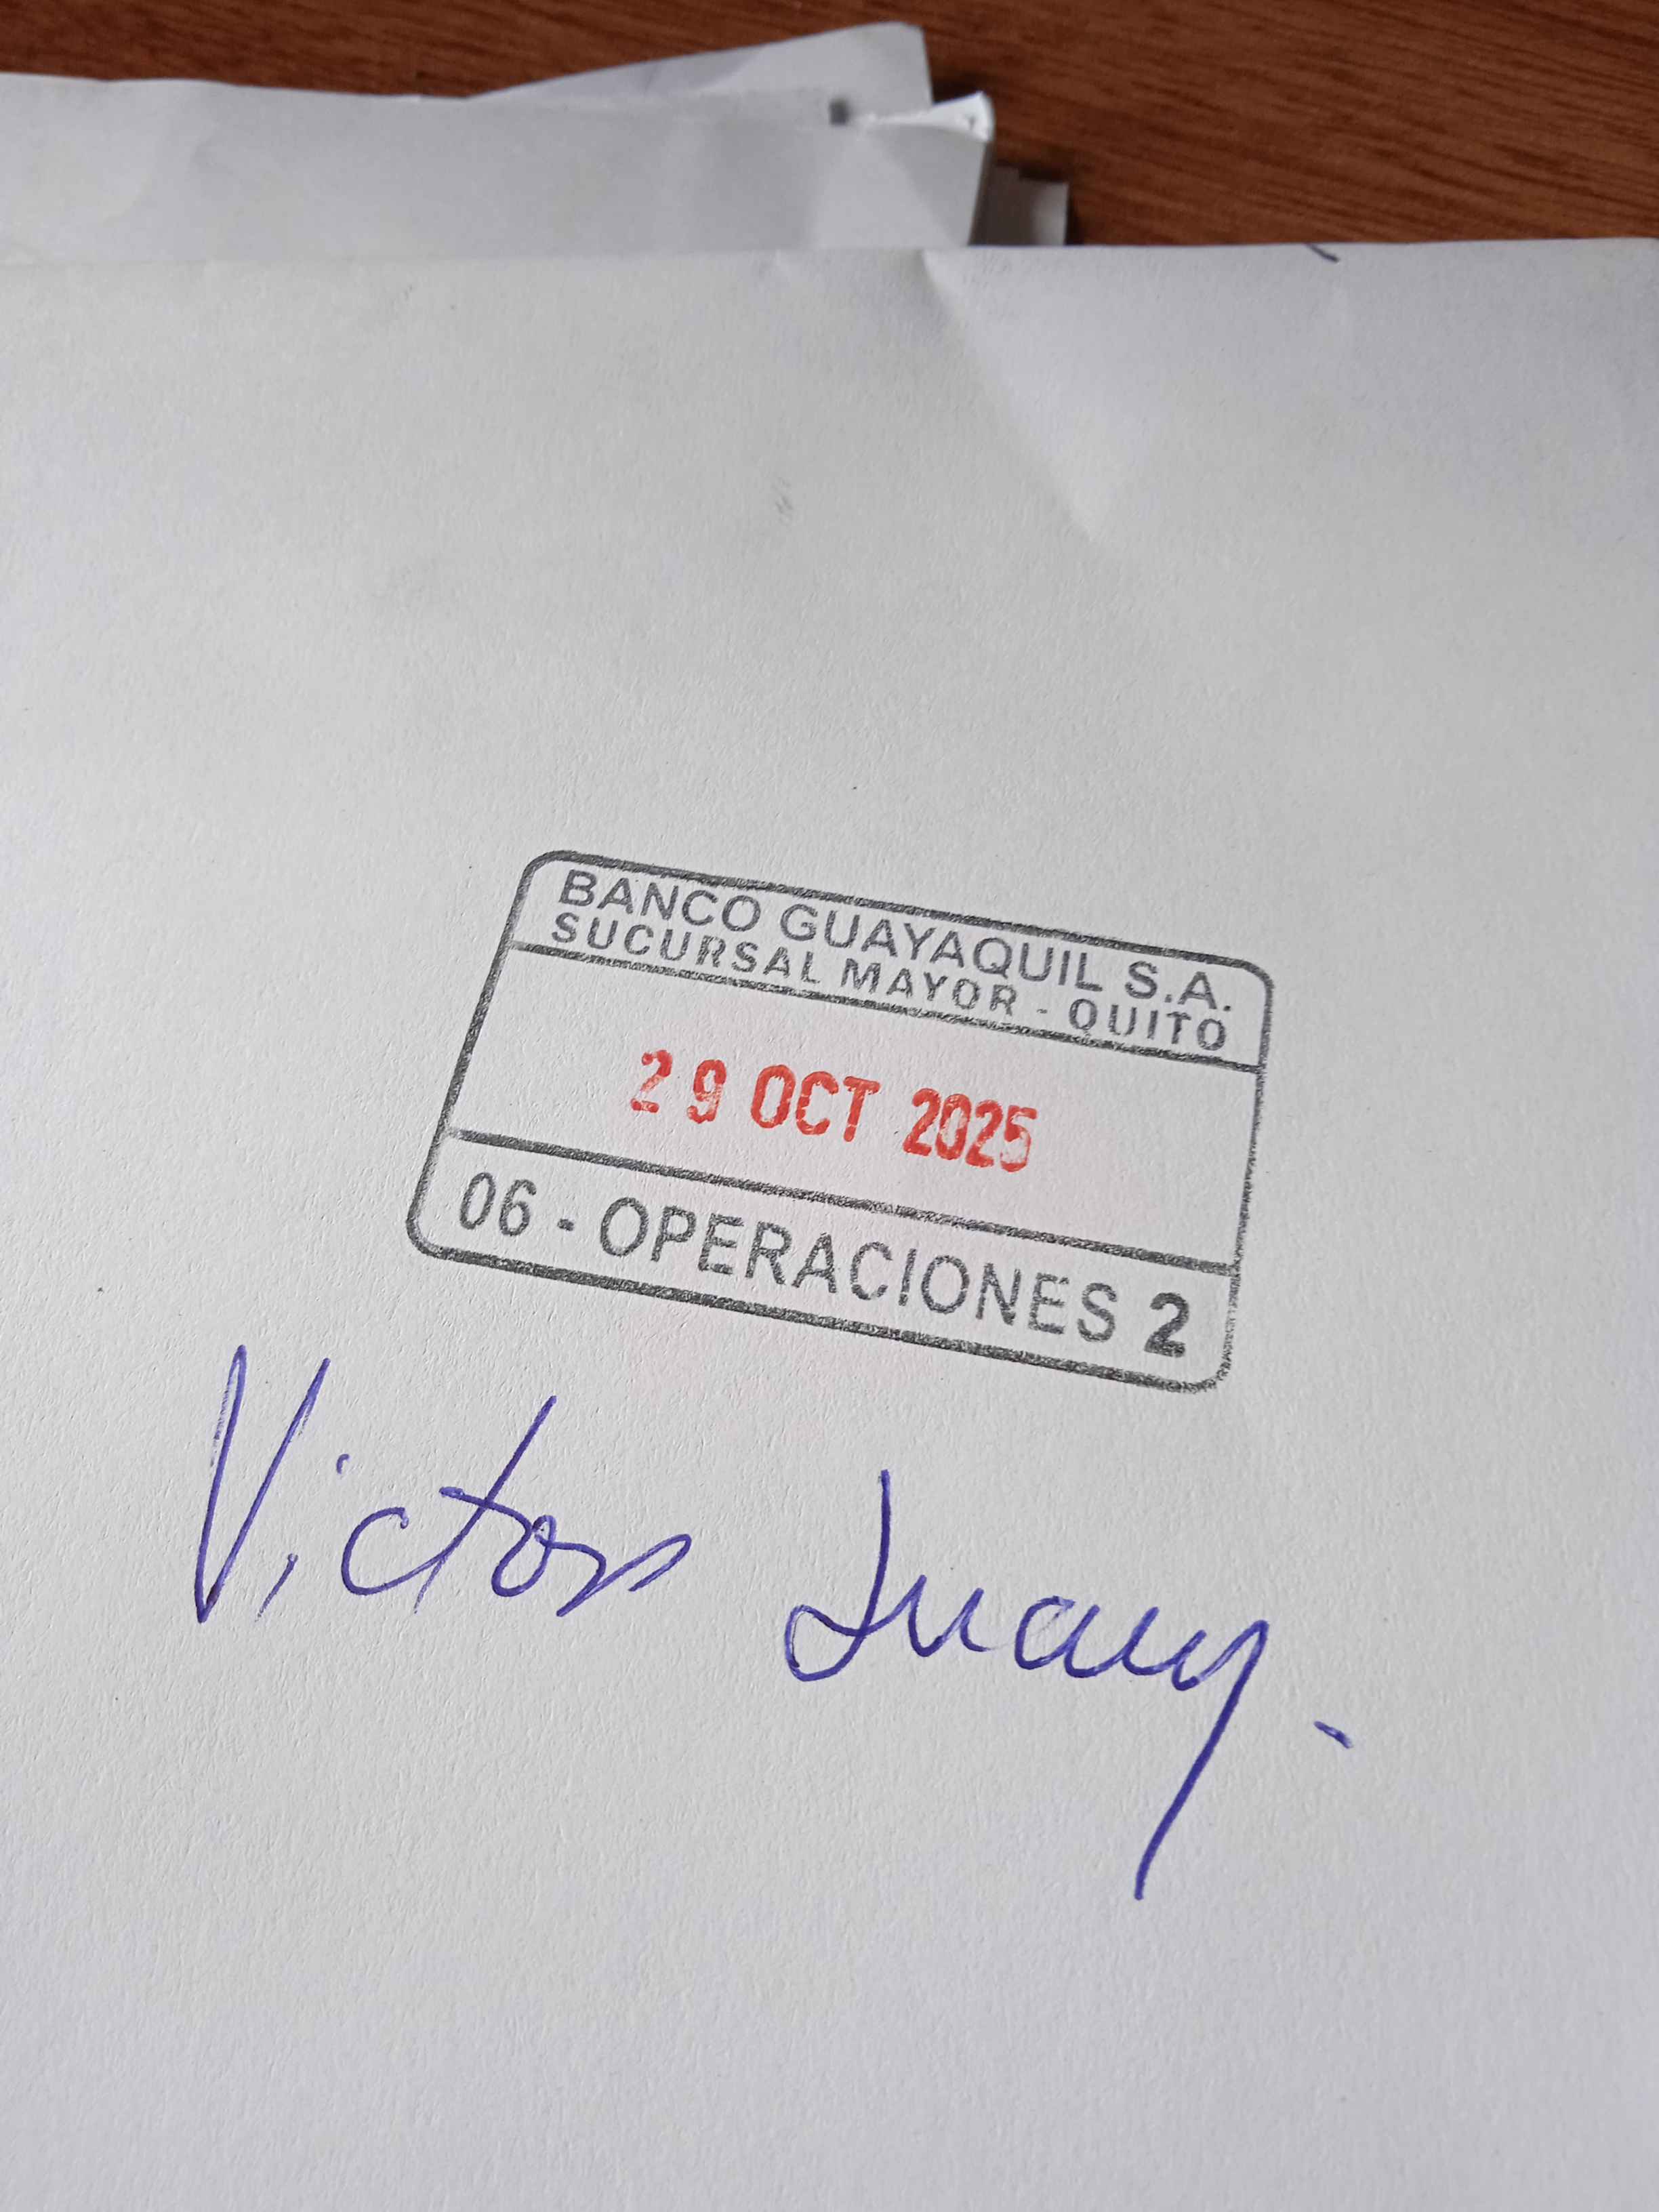 BANCO GUAYAQUIL S.A.
SUCURSAL MAYOR - QUITO
29 OCT 2025
06 - OPERACIONES 2
Victor